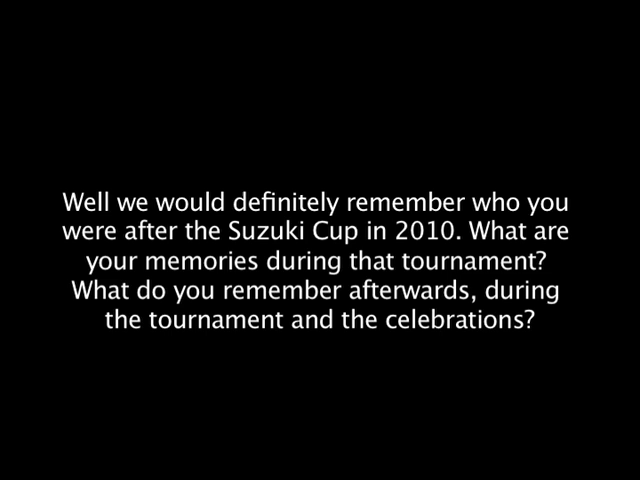 Well we would definitely remember who you
were after the Suzuki Cup in 2010. What are
your memories during that tournament?
What do you remember afterwards, during
the tournament and the celebrations?